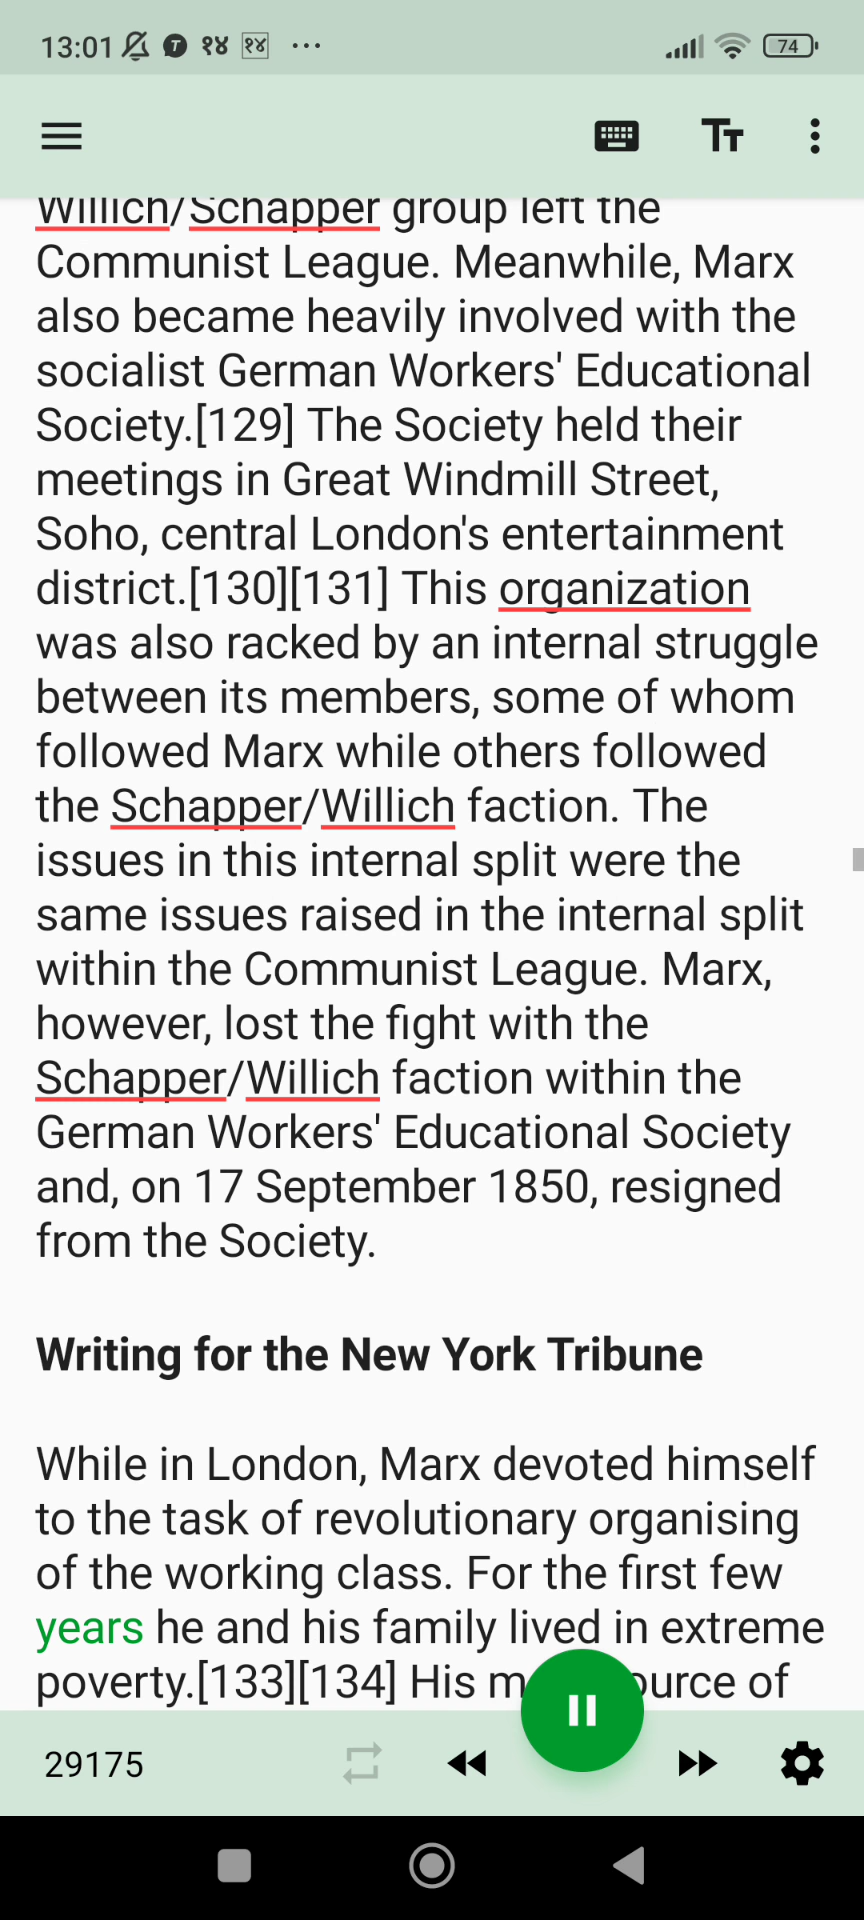 13:01 T १४ १४ ... 74
Willich/Schapper group left the
Communist League. Meanwhile, Marx
also became heavily involved with the
socialist German Workers' Educational
Society.[129] The Society held their
meetings in Great Windmill Street,
Soho, central London's entertainment
district.[130][131] This organization
was also racked by an internal struggle
between its members, some of whom
followed Marx while others followed
the Schapper/Willich faction. The
issues in this internal split were the
same issues raised in the internal split
within the Communist League. Marx,
however, lost the fight with the
Schapper/Willich faction within the
German Workers' Educational Society
and, on 17 September 1850, resigned
from the Society.
Writing for the New York Tribune
While in London, Marx devoted himself
to the task of revolutionary organising
of the working class. For the first few
years he and his family lived in extreme
poverty.[133][134] His of
29175